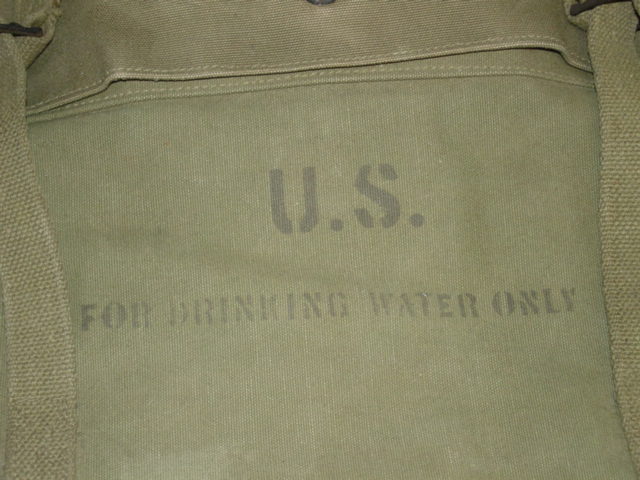 U.S.
FOR DRINKING WATER ONLY